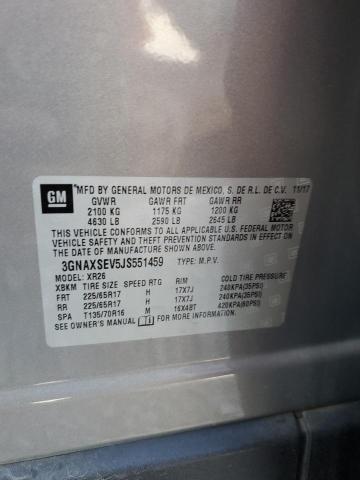 GM
*MFD BY GENERAL MOTORS DE MEXICO, S. DE R.L. DE C.V. 11/17
GVWR GAWR FRT GAWR RR
2100 KG 1175 KG 1200 KG
4630 LB 2590 LB 2645 LB
THIS VEHICLE CONFORMS TO ALL APPLICABLE U.S. FEDERAL MOTOR
VEHICLE SAFETY AND THEFT PREVENTION STANDARDS IN EFFECT ON
THE DATE OF MANUFACTURE SHOWN ABOVE.
3GNAXSEV5JS551459 TYPE: M.P.V.
MODEL: XR26
XBKM TIRE SIZE SPEED RTG RIM COLD TIRE PRESSURE
FRT 225/65R17 H 17X7J 240KPA(35PSI)
RR 225/65R17 H 17X7J 240KPA(35PSI)
SPA T135/70R16 M 16X4BT 420KPA(60PSI)
SEE OWNER'S MANUAL FOR ADDITIONAL INFORMATION